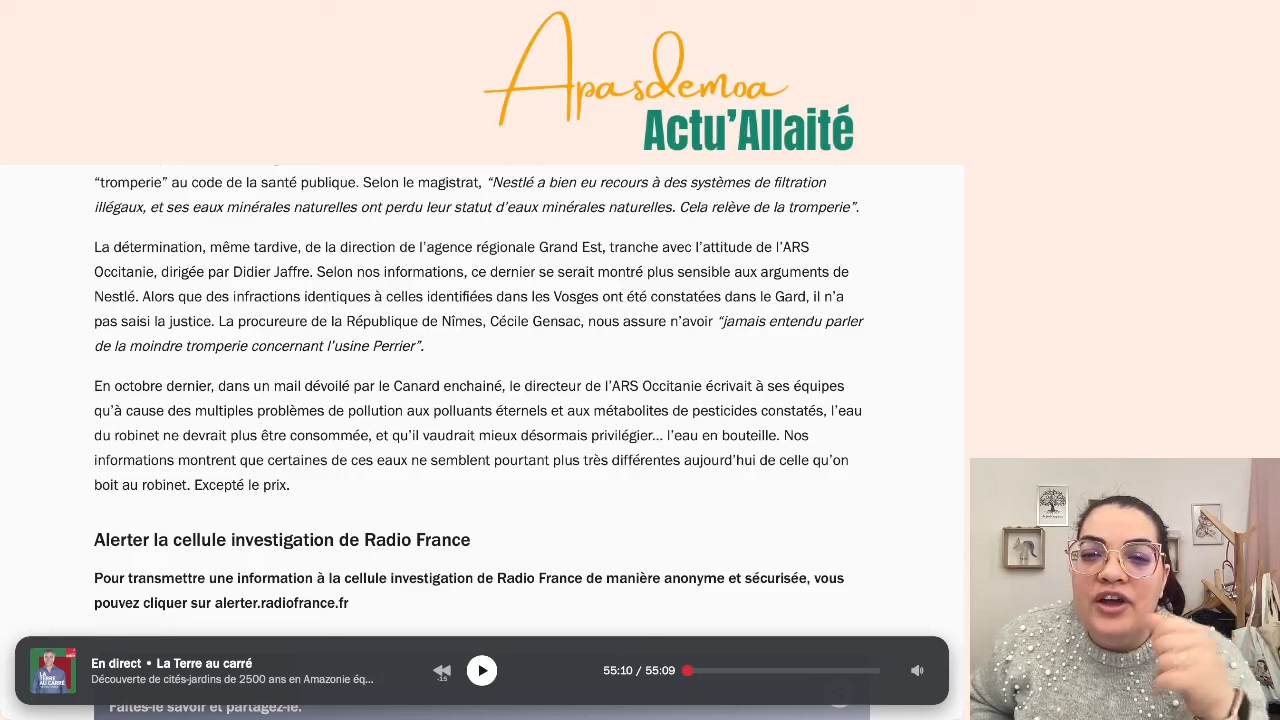 Apasdemoa
Actu’Allaité
“tromperie” au code de la santé publique. Selon le magistrat, “Nestlé a bien eu recours à des systèmes de filtration
illégaux, et ses eaux minérales naturelles ont perdu leur statut d’eaux minérales naturelles. Cela relève de la tromperie”.
La détermination, même tardive, de la direction de l’agence régionale Grand Est, tranche avec l’attitude de l’ARS
Occitanie, dirigée par Didier Jaffre. Selon nos informations, ce dernier se serait montré plus sensible aux arguments de
Nestlé. Alors que des infractions identiques à celles identifiées dans les Vosges ont été constatées dans le Gard, il n’a
pas saisi la justice. La procureure de la République de Nîmes, Cécile Gensac, nous assure n’avoir “jamais entendu parler
de la moindre tromperie concernant l’usine Perrier”.
En octobre dernier, dans un mail dévoilé par le Canard enchainé, le directeur de l’ARS Occitanie écrivait à ses équipes
qu’à cause des multiples problèmes de pollution aux polluants éternels et aux métabolites de pesticides constatés, l’eau
du robinet ne devrait plus être consommée, et qu’il vaudrait mieux désormais privilégier… l’eau en bouteille. Nos
informations montrent que certaines de ces eaux ne semblent pourtant plus très différentes aujourd’hui de celle qu’on
boit au robinet. Excepté le prix.
Alerter la cellule investigation de Radio France
Pour transmettre une information à la cellule investigation de Radio France de manière anonyme et sécurisée, vous
pouvez cliquer sur alerter.radiofrance.fr
En direct • La Terre au carré
Découverte de cités-jardins de 2500 ans en Amazonie éq...
-15
55:10 / 55:09
Faites-le savoir et partagez-le.